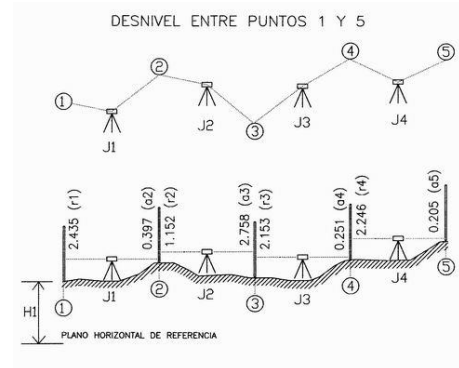 DESNIVEL ENTRE PUNTOS 1 Y 5
1
2
3
4
5
J1
J2
J3
J4
2.435 (r1)
0.397 (a2)
1.152 (r2)
2.758 (a3)
2.153 (r3)
0.251 (a4)
2.246 (r4)
0.205 (a5)
H1
1
J1
2
J2
3
J3
4
J4
5
PLANO HORIZONTAL DE REFERENCIA